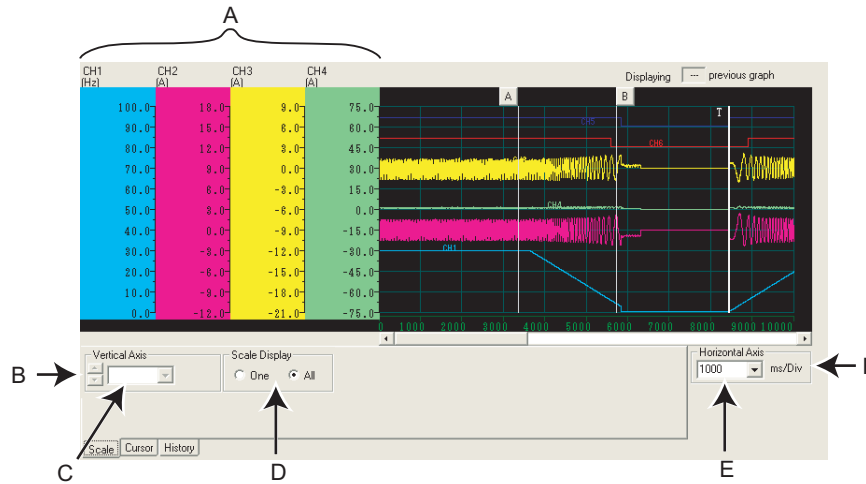 A
CH1 CH2 CH3 CH4
(Hz) (A) (A) (A)
Displaying --- previous graph
A B
T
100.0 18.0 9.0 75.0
90.0 15.0 6.0 60.0
80.0 12.0 3.0 45.0
70.0 9.0 0.0 30.0
60.0 6.0 -3.0 15.0
50.0 3.0 -6.0 0.0
40.0 0.0 -9.0 -15.0
30.0 -3.0 -12.0 -30.0
20.0 -6.0 -15.0 -45.0
10.0 -9.0 -18.0 -60.0
0.0 -12.0 -21.0 -75.0
CH5
CH6
CH4
CH1
0 1000 2000 3000 4000 5000 6000 7000 8000 9000 10000
Vertical Axis
Scale Display
One All
Horizontal Axis
1000 ms/Div
B
Scale Cursor History
C D E